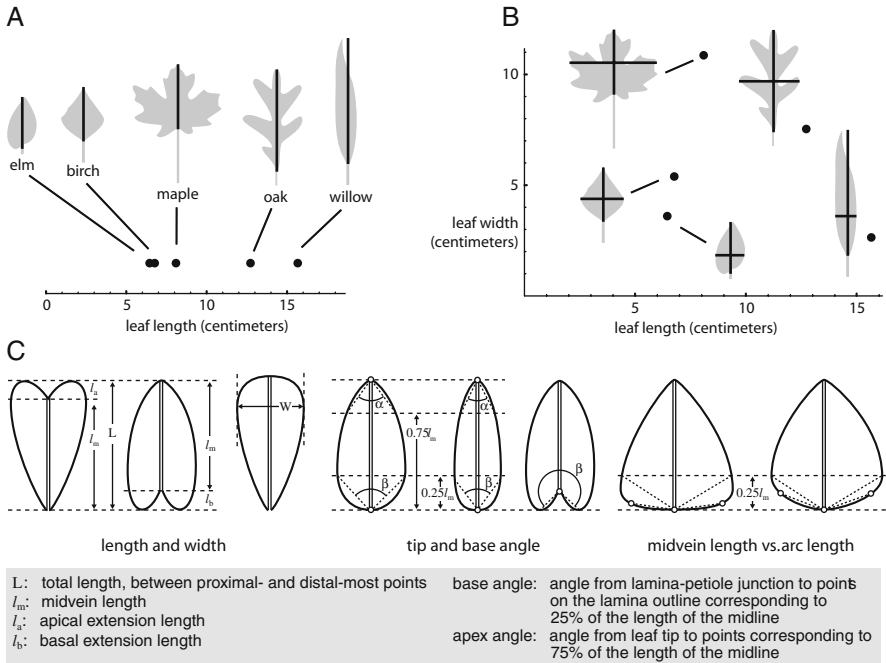 A
elm
birch
maple
oak
willow
0
5
10
15
leaf length (centimeters)
B
10
5
leaf width
(centimeters)
5
10
15
leaf length (centimeters)
C
la
lm
L
lm
lb
W
α
α
0.75lm
β
0.25lm
β
β
0.25lm
length and width
tip and base angle
midvein length vs.arc length
L: total length, between proximal- and distal-most points
lm: midvein length
la: apical extension length
lb: basal extension length
base angle: angle from lamina-petiole junction to points
on the lamina outline corresponding to
25% of the length of the midline
apex angle: angle from leaf tip to points corresponding to
75% of the length of the midline